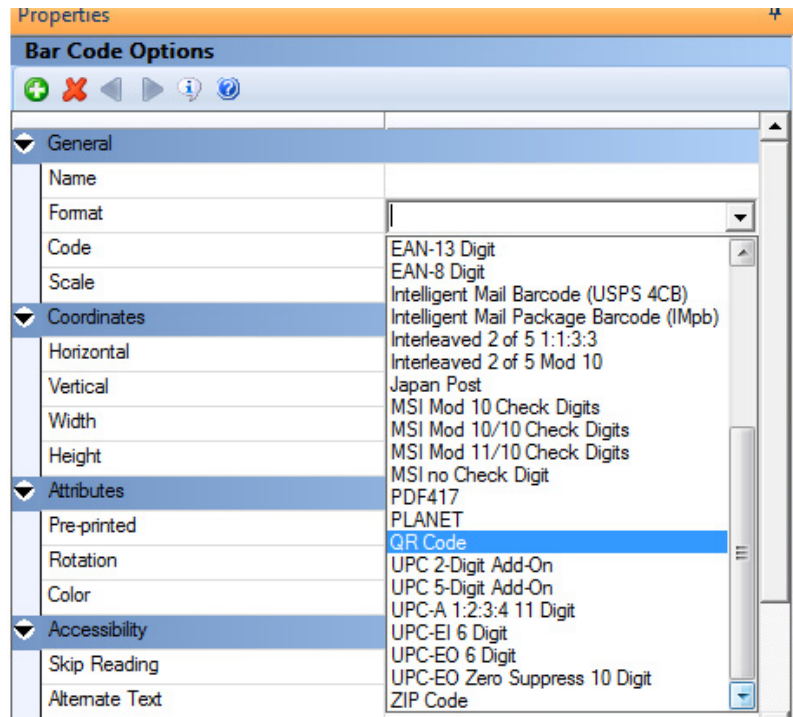 Properties
Bar Code Options
General
Name
Format
Code
Scale
Coordinates
Horizontal
Vertical
Width
Height
Attributes
Pre-printed
Rotation
Color
Accessibility
Skip Reading
Alternate Text
EAN-13 Digit
EAN-8 Digit
Intelligent Mail Barcode (USPS 4CB)
Intelligent Mail Package Barcode (IMpb)
Interleaved 2 of 5 1:1:3:3
Interleaved 2 of 5 Mod 10
Japan Post
MSI Mod 10 Check Digits
MSI Mod 10/10 Check Digits
MSI Mod 11/10 Check Digits
MSI no Check Digit
PDF417
PLANET
QR Code
UPC 2-Digit Add-On
UPC 5-Digit Add-On
UPC-A 1:2:3:4 11 Digit
UPC-EI 6 Digit
UPC-EO 6 Digit
UPC-EO Zero Suppress 10 Digit
ZIP Code